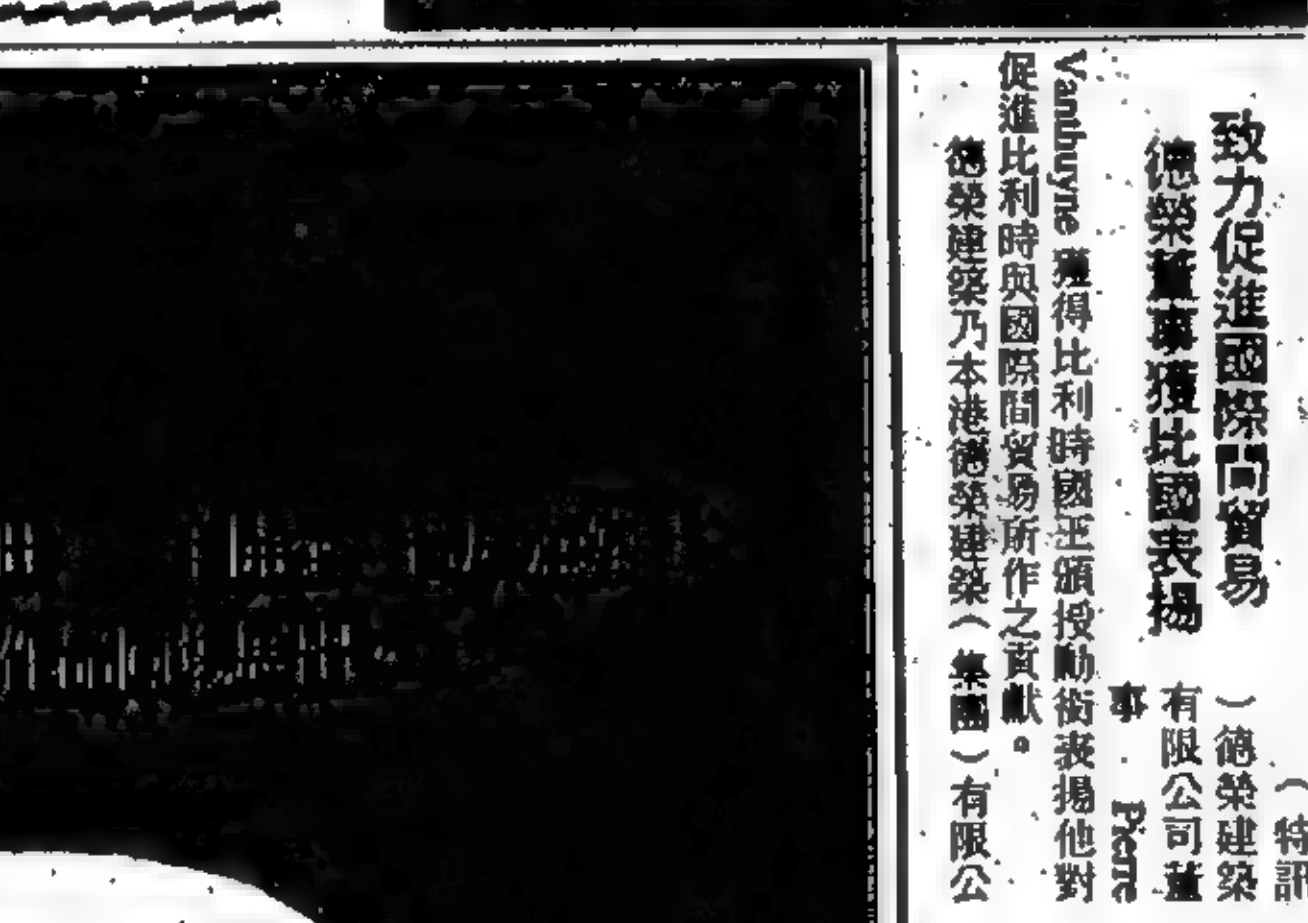 致力促進國際間貿易
德榮董事獲比國表揚
（特訊
）德榮建築
有限公司董
事 Pierre
Vanthuyne 獲得比利時國王頒授勳銜表揚他對
促進比利時與國際間貿易所作之貢獻。
德榮建築乃本港德榮建築（集團）有限公